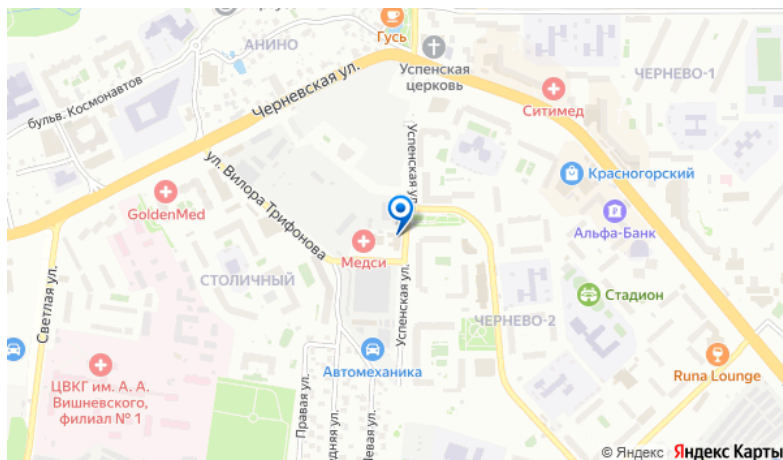 Гусь
АНИНО
Успенская
церковь
ЧЕРНЕВО-1
Черневская ул.
бульв. Космонавтов
Ситимед
Успенская ул.
ул. Вилора Трифонова
Красногорский
GoldenMed
Альфа-Банк
Медси
СТОЛИЧНЫЙ
Светлая ул.
Успенская ул.
Стадион
ЧЕРНЕВО-2
Автомеханика
ЦВКГ им. А. А.
Вишневского,
филиал № 1
Правая ул.
Runa Lounge
© Яндекс Яндекс Карты